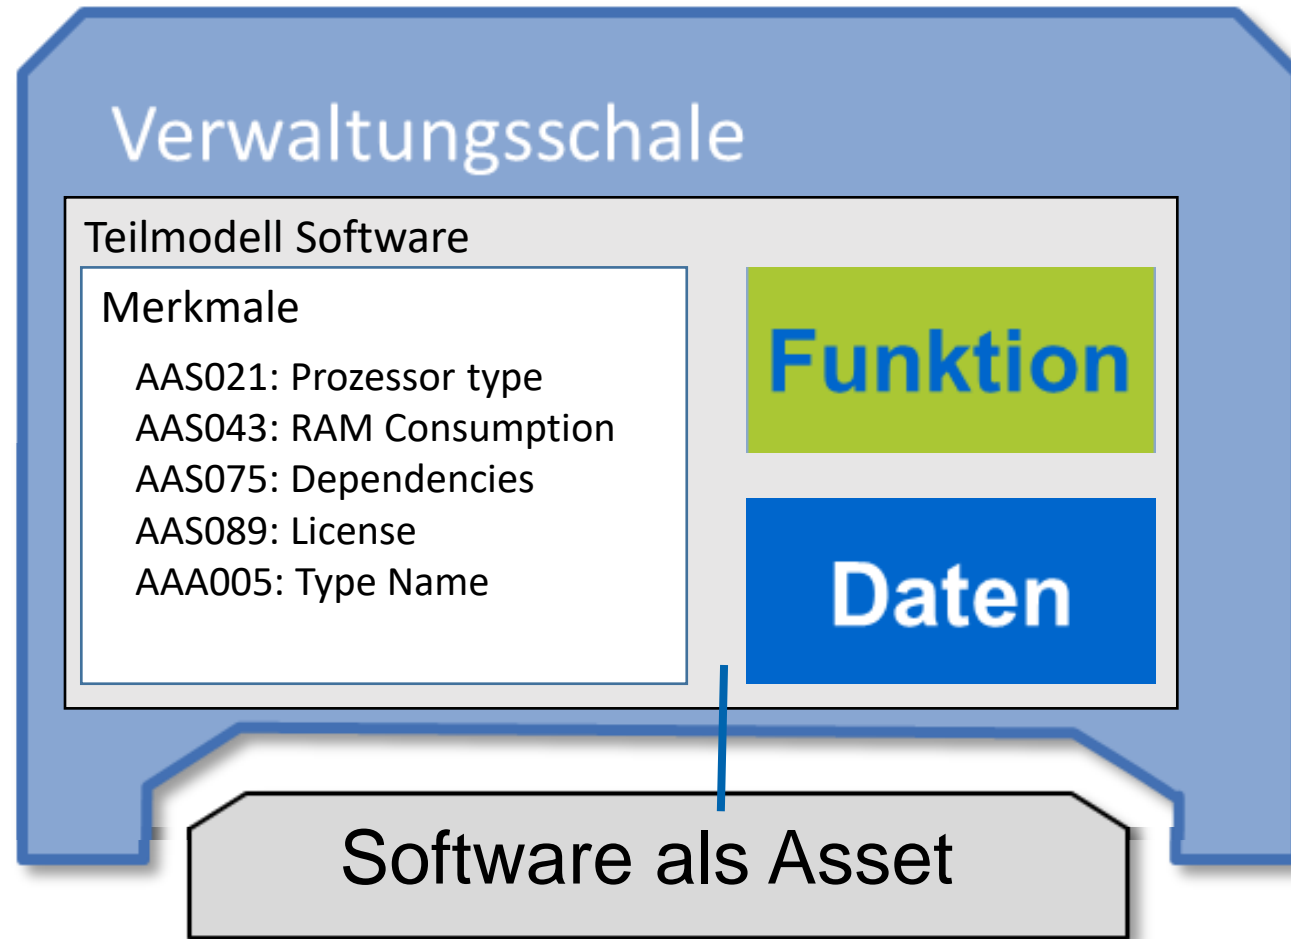 Verwaltungsschale
Teilmodell Software
Merkmale
AAS021: Prozessor type
AAS043: RAM Consumption
AAS075: Dependencies
AAS089: License
AAA005: Type Name
Funktion
Daten
Software als Asset